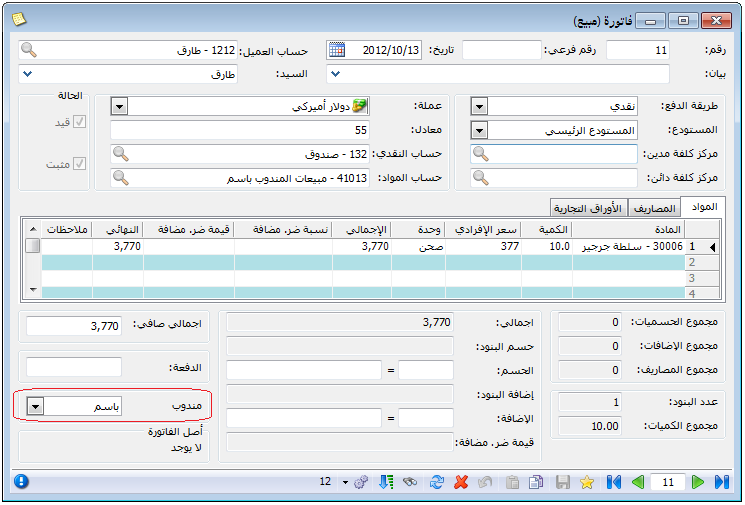 فاتورة (مبيع)
رقم: 11 رقم فرعي: تاريخ: 2012/10/13 حساب العميل: 1212 - طارق
بيان: السيد: طارق
طريقة الدفع: نقدي
المستودع: المستودع الرئيسي
مركز كلفة مدين:
مركز كلفة دائن:
عملة: دولار أميركي
معادل: 55
حساب النقدي: 132 - صندوق
حساب المواد: 41013 - مبيعات المندوب باسم
الحالة
قيد
مثبت
المواد المصاريف الأوراق التجارية
المادة الكمية سعر الإفرادي وحدة الإجمالي نسبة ضر. مضافة قيمة ضر. مضافة النهائي ملاحظات
1 30006 - سلطة جرجير 10.0 377 صحن 3,770 3,770
2
3
4
مجموع الحسميات: 0
مجموع الإضافات: 0
مجموع المصاريف: 0
عدد البنود: 1
مجموع الكميات: 10.00
اجمالي: 3,770
حسم البنود:
الحسم: =
إضافة البنود:
الإضافة: =
قيمة ضر. مضافة:
اجمالي صافي: 3,770
الدفعة:
مندوب باسم
أصل الفاتورة
لا يوجد
11 12